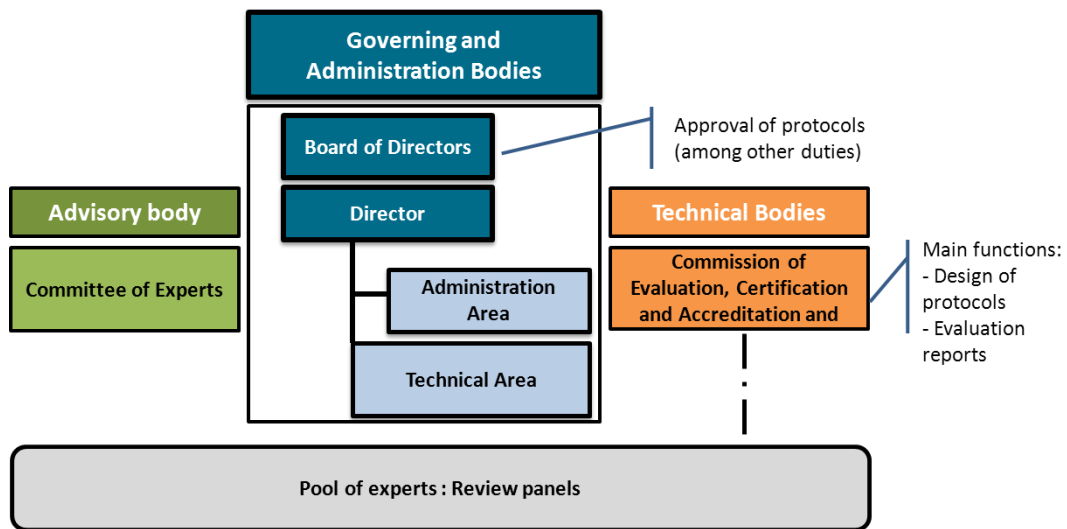 Governing and
Administration Bodies
Board of Directors
Approval of protocols
(among other duties)
Advisory body
Director
Technical Bodies
Committee of Experts
Administration
Area
Commission of
Evaluation, Certification
and Accreditation and
Main functions:
- Design of
protocols
- Evaluation
reports
Technical Area
Pool of experts : Review panels